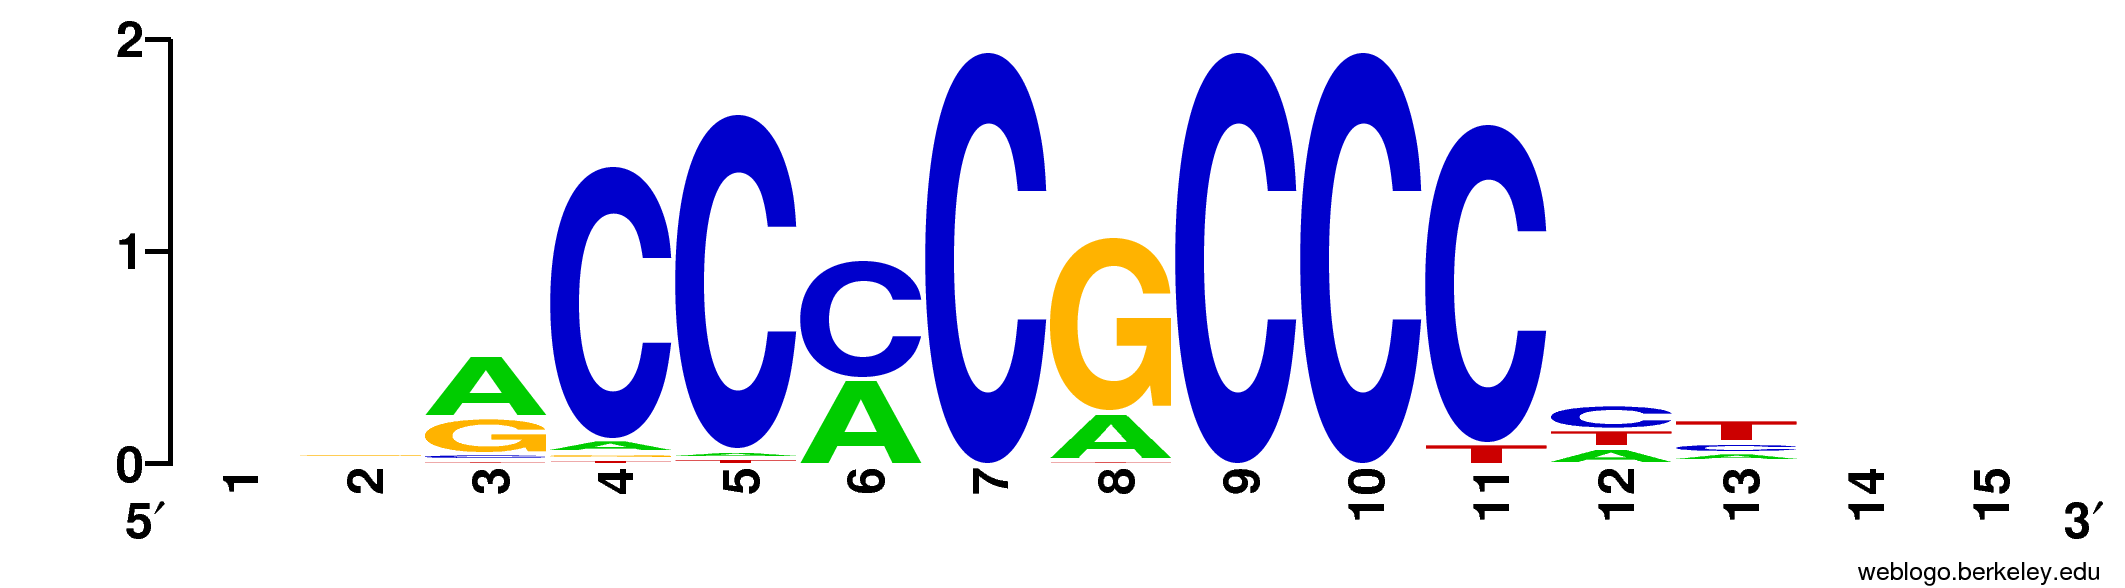 2
1
0
A G C T
C A G T
C A T
C A
C
G A T
C
C
C T
C T A
T C A
1 2 3 4 5 6 7 8 9 10 11 12 13 14 15
5′ 3′
weblogo.berkeley.edu